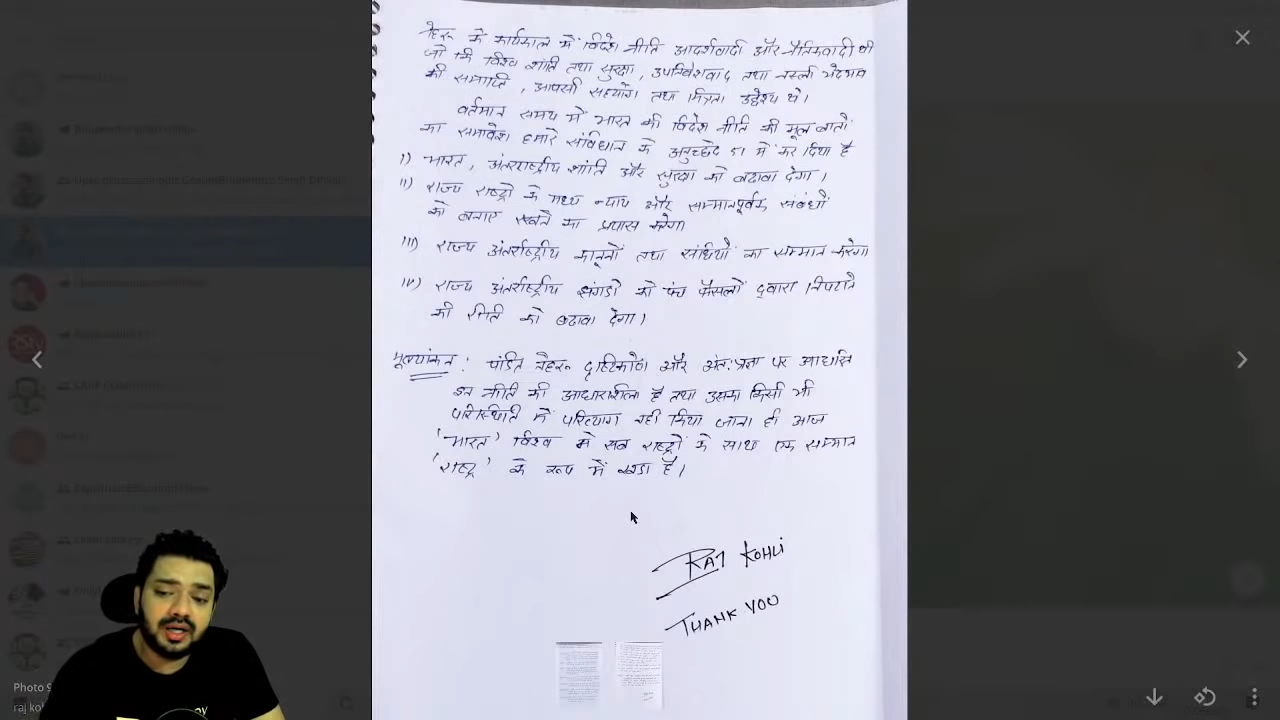 नेहरू के कार्यकाल में विदेश नीति आदर्शवादी और नैतिकवादी थी
जो कि विश्व शांति तथा सुरक्षा, उपनिवेशवाद तथा नस्ली भेदभाव
की समाप्ति, आपसी सहयोग तथा मित्रता उद्देश्य थे।
वर्तमान समय में भारत की विदेश नीति की मूल बातों
का समावेश हमारे संविधान के अनुच्छेद 51 में कर दिया है
i) भारत, अंतरराष्ट्रीय शांति और सुरक्षा को बढावा देगा,
ii) राज्य राष्ट्रो के मध्य न्याय और सम्मानपूर्वक संबंधों
को बनाए रखने का प्रयास करेगा
iii) राज्य अंतर्राष्ट्रीय कानूनों तथा संधियों का सम्मान करेगा
iv) राज्य अंतर्राष्ट्रीय झगडो को पंच फैसलों द्वारा निपटाने
की रीति को बढावा देगा।
मूल्यांकन: पंडित नेहरू दृष्टिकोण और अंत:प्रज्ञा पर आधारित
इस नीति की आधारशिला है तथा उसका किसी भी
परिस्थिति में परित्याग नहीं किया जाना ही आज
'भारत' विश्व मे सब राष्ट्रों के साथ एक सम्मान
'राष्ट्र' के रूप में खडा है।
RAJ KOHLI
THANK YOU
Photo
raj ko